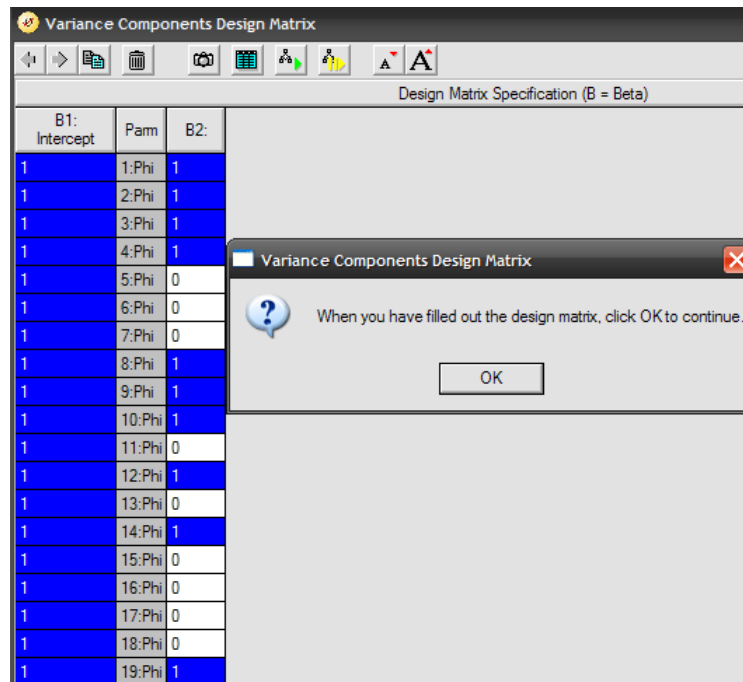 Variance Components Design Matrix
Design Matrix Specification (B = Beta)
B1: Intercept Parm B2:
1 1:Phi 1
1 2:Phi 1
1 3:Phi 1
1 4:Phi 1
1 5:Phi 0
1 6:Phi 0
1 7:Phi 0
1 8:Phi 1
1 9:Phi 1
1 10:Phi 1
1 11:Phi 0
1 12:Phi 1
1 13:Phi 0
1 14:Phi 1
1 15:Phi 0
1 16:Phi 0
1 17:Phi 0
1 18:Phi 0
1 19:Phi 1
Variance Components Design Matrix
When you have filled out the design matrix, click OK to continue.
OK